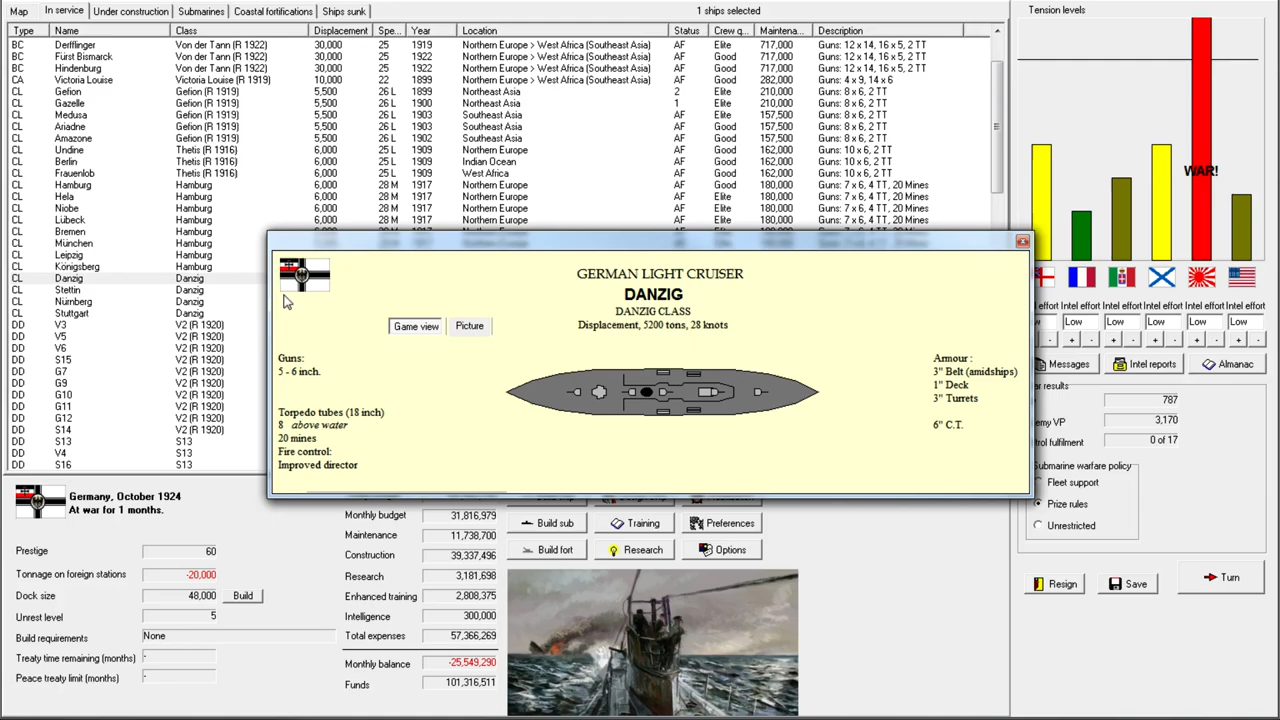 Map In service Under construction Submarines Coastal fortifications Ships sunk 1 ships selected Tension levels
Type Name Class Displacement Spe... Year Location Status Crew q... Maintena... Description
BC Derfflinger Von der Tann (R 1922) 30,000 25 1919 Northern Europe > West Africa (Southeast Asia) AF Elite 717,000 Guns: 12 x 14, 16 x 5, 2 TT
BC Fürst Bismarck Von der Tann (R 1922) 30,000 25 1922 Northern Europe > West Africa (Southeast Asia) AF Good 717,000 Guns: 12 x 14, 16 x 5, 2 TT
BC Hindenburg Von der Tann (R 1922) 30,000 25 1922 Northern Europe > West Africa (Southeast Asia) AF Good 717,000 Guns: 12 x 14, 16 x 5, 2 TT
CA Victoria Louise Victoria Louise (R 1919) 10,000 22 1899 Northern Europe > West Africa (Southeast Asia) AF Good 282,000 Guns: 4 x 9, 14 x 6
CL Gefion Gefion (R 1919) 5,500 26 L 1899 Northeast Asia 2 Elite 210,000 Guns: 8 x 6, 2 TT
CL Gazelle Gefion (R 1919) 5,500 26 L 1900 Northeast Asia 1 Elite 210,000 Guns: 8 x 6, 2 TT
CL Medusa Gefion (R 1919) 5,500 26 L 1903 Southeast Asia AF Elite 157,500 Guns: 8 x 6, 2 TT
CL Ariadne Gefion (R 1919) 5,500 26 L 1903 Southeast Asia AF Good 157,500 Guns: 8 x 6, 2 TT
CL Amazone Gefion (R 1919) 5,500 26 L 1902 Southeast Asia AF Good 157,500 Guns: 8 x 6, 2 TT
CL Undine Thetis (R 1916) 6,000 25 L 1909 Northern Europe AF Good 162,000 Guns: 10 x 6, 2 TT
CL Berlin Thetis (R 1916) 6,000 25 L 1909 Indian Ocean AF Good 162,000 Guns: 10 x 6, 2 TT
CL Frauenlob Thetis (R 1916) 6,000 25 L 1909 West Africa AF Good 162,000 Guns: 10 x 6, 2 TT
CL Hamburg Hamburg 6,000 28 M 1917 Northern Europe AF Good 180,000 Guns: 7 x 6, 4 TT, 20 Mines
CL Hela Hamburg 6,000 28 M 1917 Northern Europe AF Good 180,000 Guns: 7 x 6, 4 TT, 20 Mines
CL Niobe Hamburg 6,000 28 M 1917 Northern Europe AF Good 180,000 Guns: 7 x 6, 4 TT, 20 Mines
CL Lübeck Hamburg 6,000 28 M 1917 Northern Europe AF Good 180,000 Guns: 7 x 6, 4 TT, 20 Mines
CL Bremen Hamburg
CL München Hamburg
CL Leipzig Hamburg
CL Königsberg Hamburg
CL Danzig Danzig
CL Stettin Danzig
CL Nürnberg Danzig
CL Stuttgart Danzig
DD V3 V2 (R 1920)
DD V5 V2 (R 1920)
DD V6 V2 (R 1920)
DD S15 V2 (R 1920)
DD G9 V2 (R 1920)
DD G10 V2 (R 1920)
DD G11 V2 (R 1920)
DD G12 V2 (R 1920)
DD S14 V2 (R 1920)
DD S13 S13
DD V4 S13
DD S16 S13
GERMAN LIGHT CRUISER
DANZIG
DANZIG CLASS
Displacement, 5200 tons, 28 knots
Game view Picture
Guns:
5 - 6 inch.
Torpedo tubes (18 inch)
8 above water
20 mines
Fire control:
Improved director
Armour :
3" Belt (amidships)
1" Deck
3" Turrets
6" C.T.
WAR!
effort Intel effort Intel effort Intel effort Intel effort Intel effort
Low Low Low Low Low
- + - + - + - + - + -
Messages Intel reports Almanac
results
787
emy VP 3,170
trol fulfilment 0 of 17
Submarine warfare policy
Fleet support
Prize rules
Unrestricted
Resign Save Turn
Germany, October 1924
At war for 1 months.
Prestige 60
Tonnage on foreign stations -20,000
Dock size 48,000 Build
Unrest level 5
Build requirements None
Treaty time remaining (months) -
Peace treaty limit (months) -
Monthly budget 31,816,979
Maintenance 11,738,700
Construction 39,337,496
Research 3,181,698
Enhanced training 2,808,375
Intelligence 300,000
Total expenses 57,366,269
Monthly balance -25,549,290
Funds 101,316,511
Build sub Training Preferences
Build fort Research Options